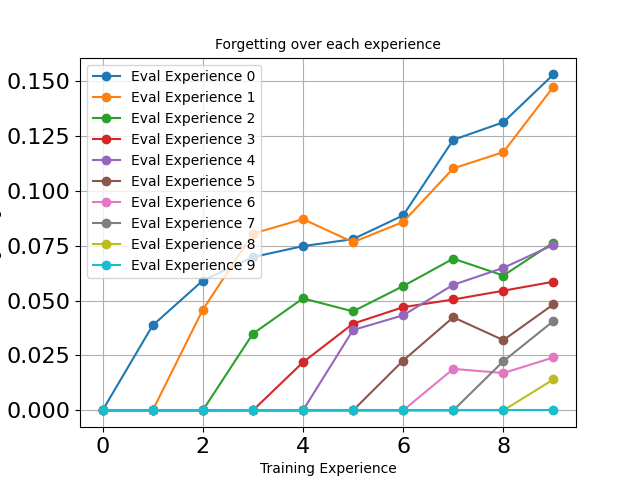 Forgetting over each experience
0.150
0.125
0.100
0.075
0.050
0.025
0.000
Eval Experience 0
Eval Experience 1
Eval Experience 2
Eval Experience 3
Eval Experience 4
Eval Experience 5
Eval Experience 6
Eval Experience 7
Eval Experience 8
Eval Experience 9
0 2 4 6 8
Training Experience